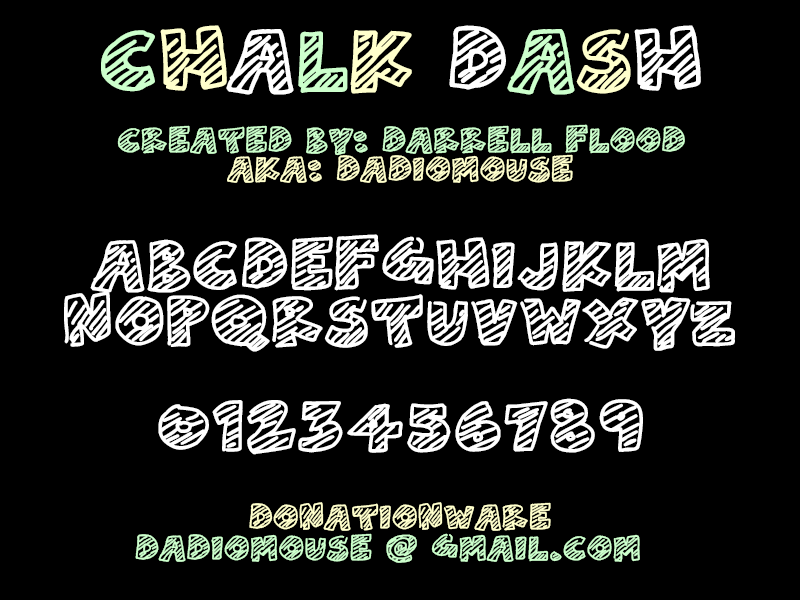 CHALK DASH
CREATED BY: DARRELL FLOOD
AKA: DADIOMOUSE
ABCDEFGHIJKLM
NOPQRSTUVWXYZ
0123456789
DONATIONWARE
DADIOMOUSE @ GMAIL.COM